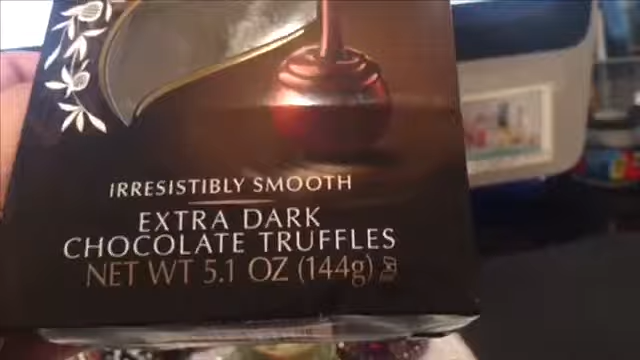 IRRESISTIBLY SMOOTH
EXTRA DARK
CHOCOLATE TRUFFLES
NET WT 5.1 OZ (144g)